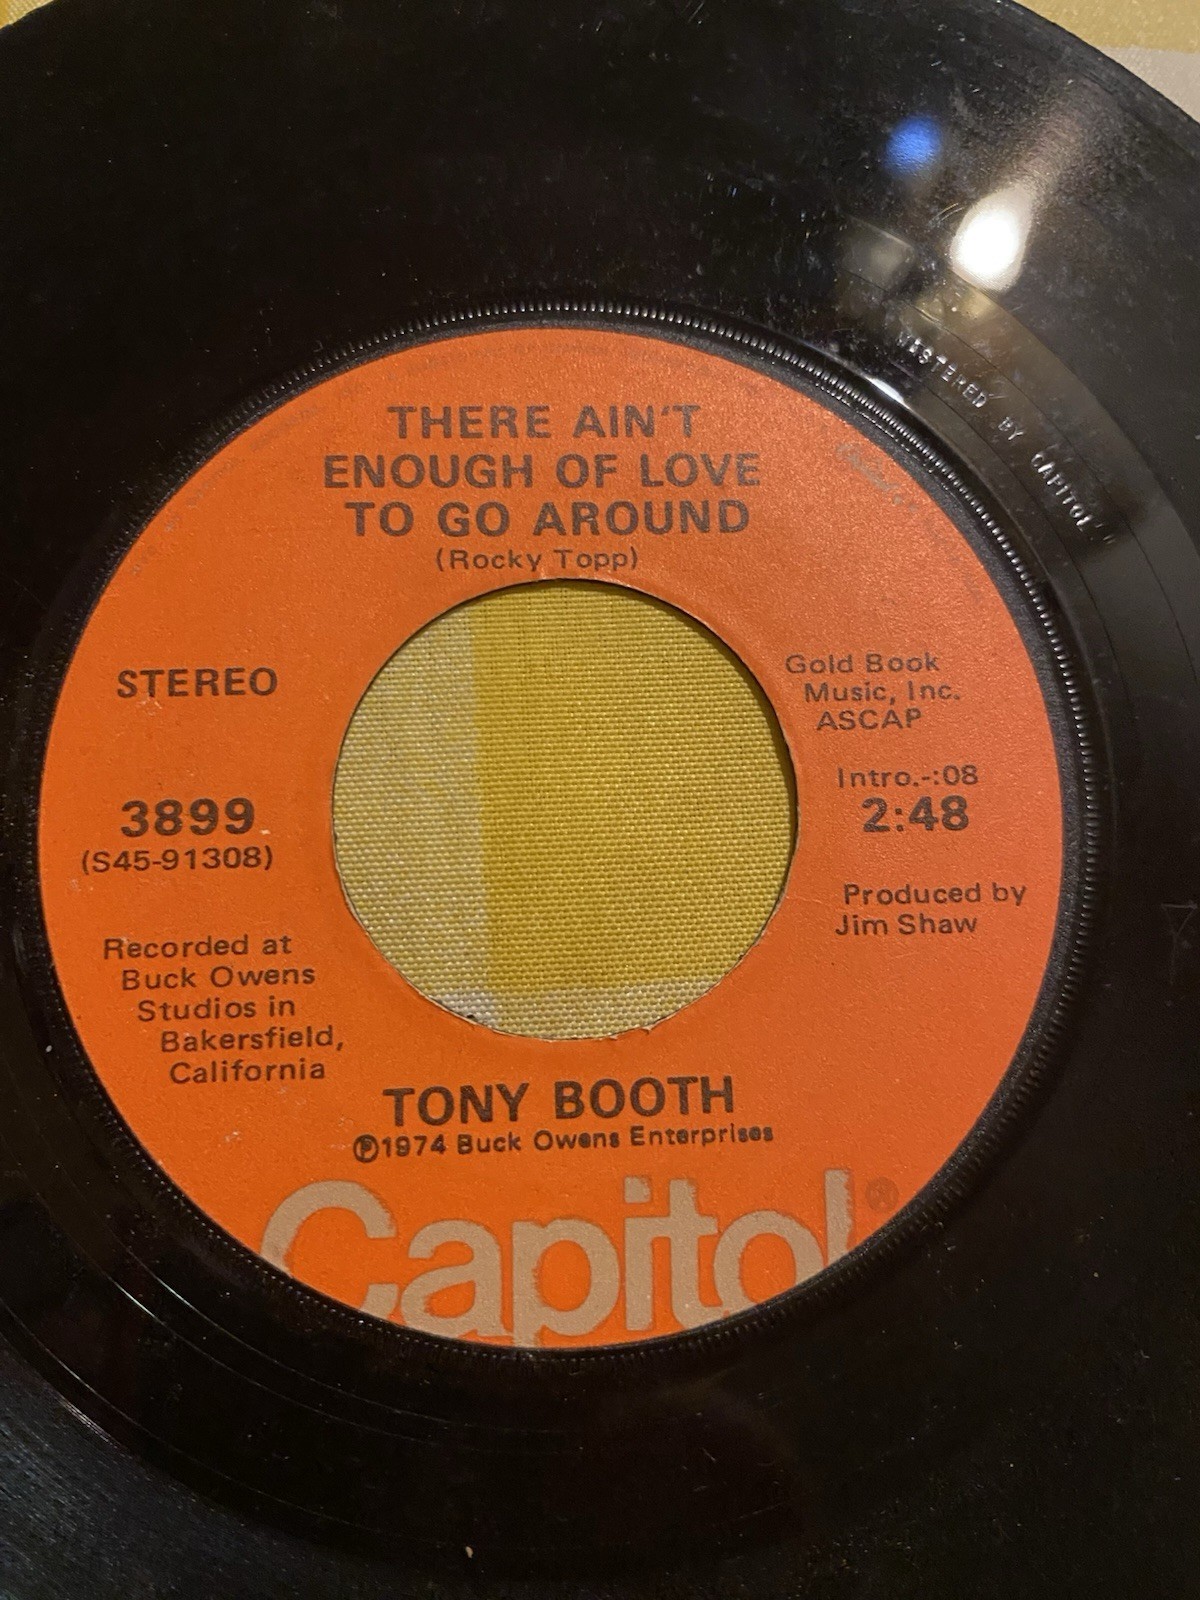 THERE AIN'T
ENOUGH OF LOVE
TO GO AROUND
(Rocky Topp)
STEREO
3899
(S45-91308)
Recorded at
Buck Owens
Studios in
Bakersfield,
California
Gold Book
Music, Inc.
ASCAP
Intro.-:08
2:48
Produced by
Jim Shaw
TONY BOOTH
Ⓟ1974 Buck Owens Enterprises
Capitol®
MASTERED BY CAPITOL